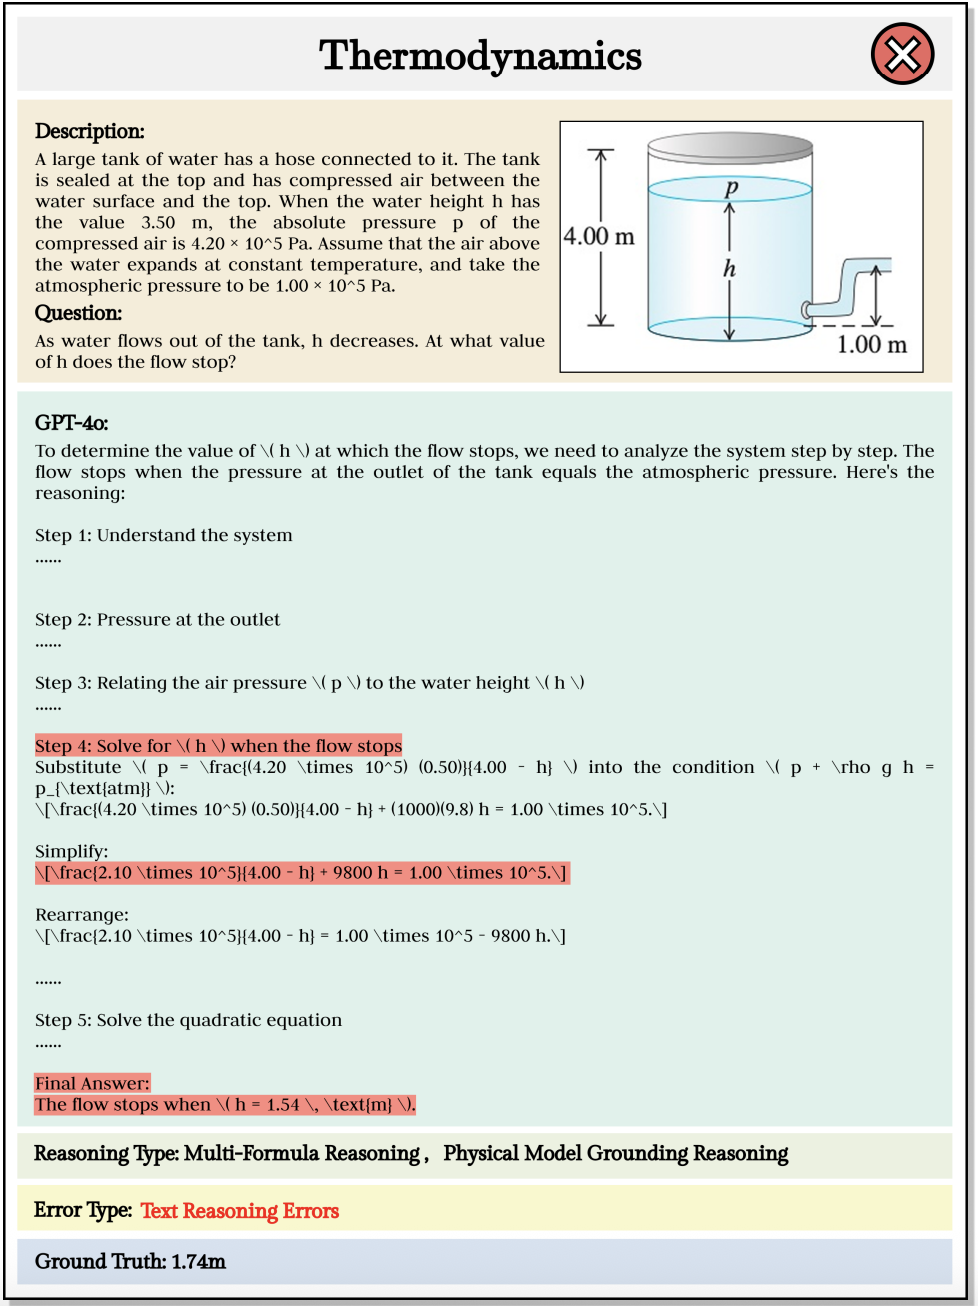 Thermodynamics
Description:
A large tank of water has a hose connected to it. The tank
is sealed at the top and has compressed air between the
water surface and the top. When the water height h has
the value 3.50 m, the absolute pressure p of the
compressed air is 4.20 × 10^5 Pa. Assume that the air above
the water expands at constant temperature, and take the
atmospheric pressure to be 1.00 × 10^5 Pa.
Question:
As water flows out of the tank, h decreases. At what value
of h does the flow stop?
p
4.00 m
h
1.00 m
GPT-4o:
To determine the value of \( h \) at which the flow stops, we need to analyze the system step by step. The
flow stops when the pressure at the outlet of the tank equals the atmospheric pressure. Here's the
reasoning:
Step 1: Understand the system
......
Step 2: Pressure at the outlet
......
Step 3: Relating the air pressure \( p \) to the water height \( h \)
......
Step 4: Solve for \( h \) when the flow stops
Substitute \( p = \frac{(4.20 \times 10^5) (0.50)}{4.00 - h} \) into the condition \( p + \rho g h =
p_{\text{atm}} \):
\[\frac{(4.20 \times 10^5) (0.50)}{4.00 - h} + (1000)(9.8) h = 1.00 \times 10^5.\]
Simplify:
\[\frac{2.10 \times 10^5}{4.00 - h} + 9800 h = 1.00 \times 10^5.\]
Rearrange:
\[\frac{2.10 \times 10^5}{4.00 - h} = 1.00 \times 10^5 - 9800 h.\]
......
Step 5: Solve the quadratic equation
......
Final Answer:
The flow stops when \( h = 1.54 \, \text{m} \).
Reasoning Type: Multi-Formula Reasoning , Physical Model Grounding Reasoning
Error Type: Text Reasoning Errors
Ground Truth: 1.74m